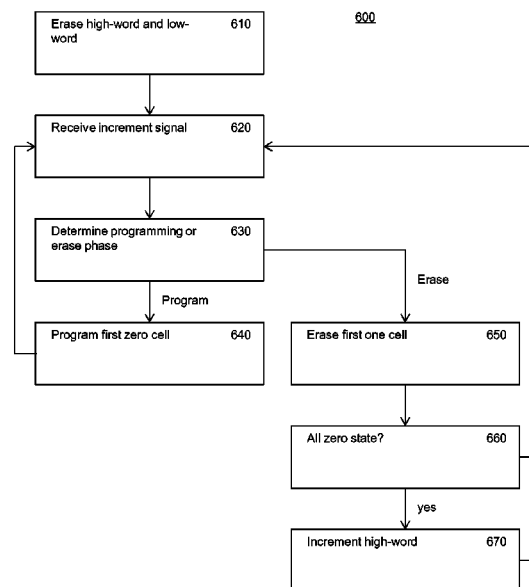 600
Erase high-word and low-
word
610
Receive increment signal
620
Determine programming or
erase phase
630
Program
Erase
Program first zero cell
640
Erase first one cell
650
All zero state?
660
yes
Increment high-word
670